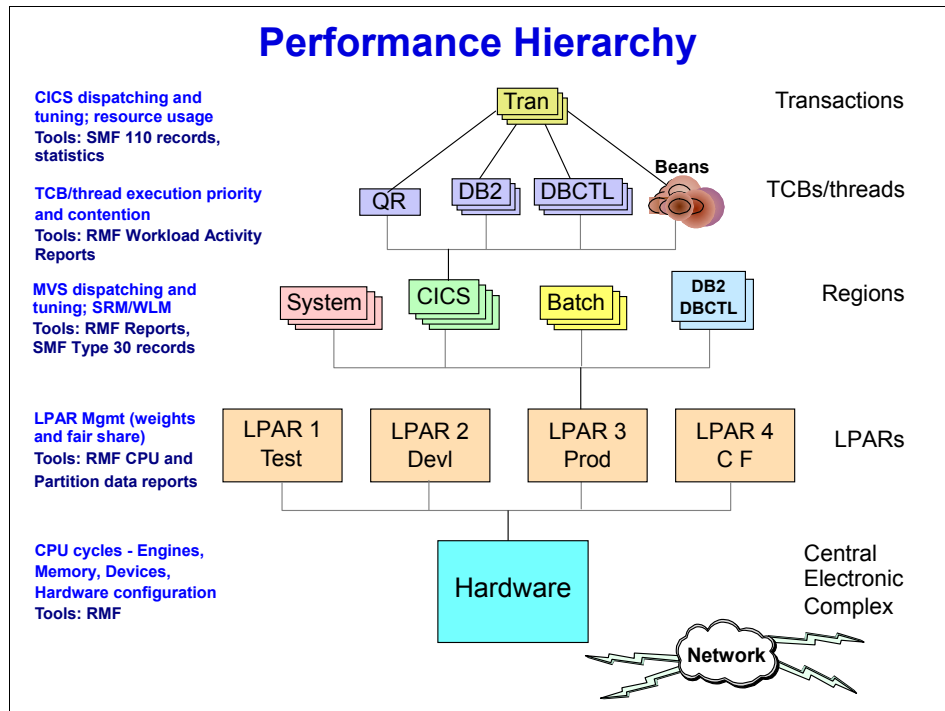 Performance Hierarchy
CICS dispatching and
tuning; resource usage
Tools: SMF 110 records,
statistics
Tran
Transactions
TCB/thread execution priority
and contention
Tools: RMF Workload Activity
Reports
QR
DB2
DBCTL
Beans
TCBs/threads
MVS dispatching and
tuning; SRM/WLM
Tools: RMF Reports,
SMF Type 30 records
System
CICS
Batch
DB2
DBCTL
Regions
LPAR Mgmt (weights
and fair share)
Tools: RMF CPU and
Partition data reports
LPAR 1
Test
LPAR 2
Devl
LPAR 3
Prod
LPAR 4
C F
LPARs
CPU cycles - Engines,
Memory, Devices,
Hardware configuration
Tools: RMF
Hardware
Central
Electronic
Complex
Network